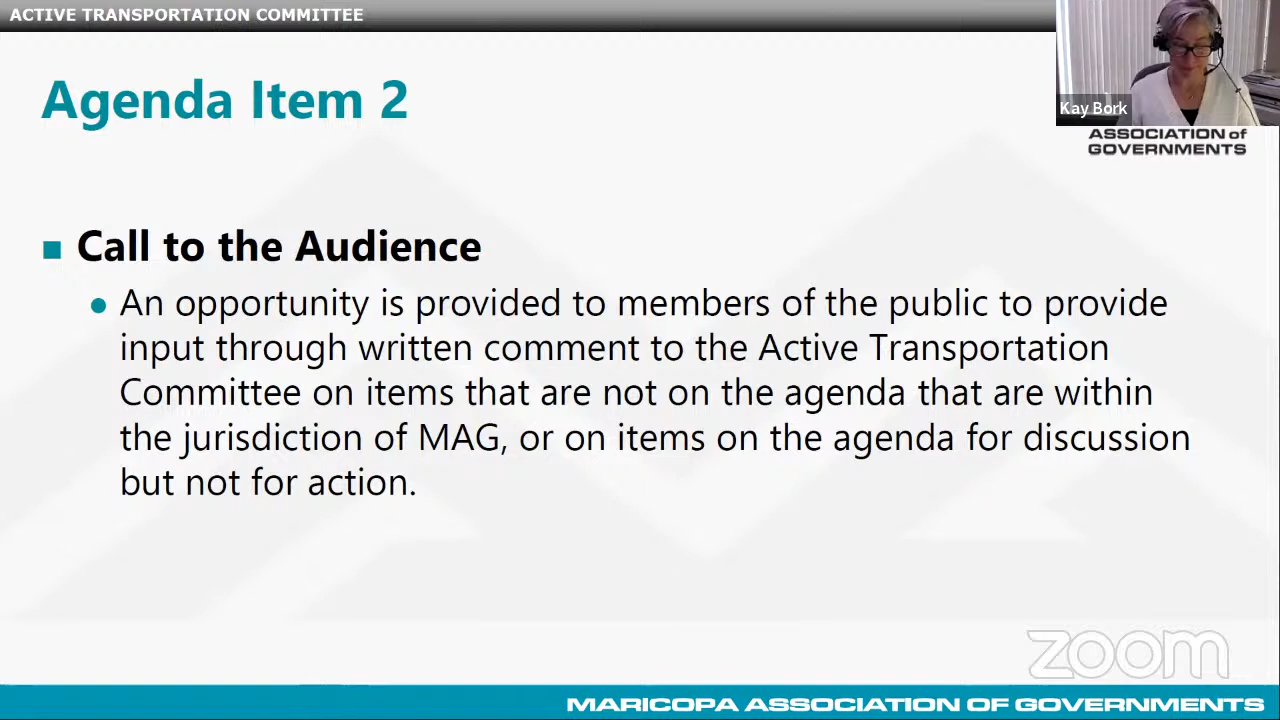 ACTIVE TRANSPORTATION COMMITTEE
Agenda Item 2
Kay Bork
ASSOCIATION of
GOVERNMENTS
Call to the Audience
An opportunity is provided to members of the public to provide
input through written comment to the Active Transportation
Committee on items that are not on the agenda that are within
the jurisdiction of MAG, or on items on the agenda for discussion
but not for action.
zoom
MARICOPA ASSOCIATION OF GOVERNMENTS